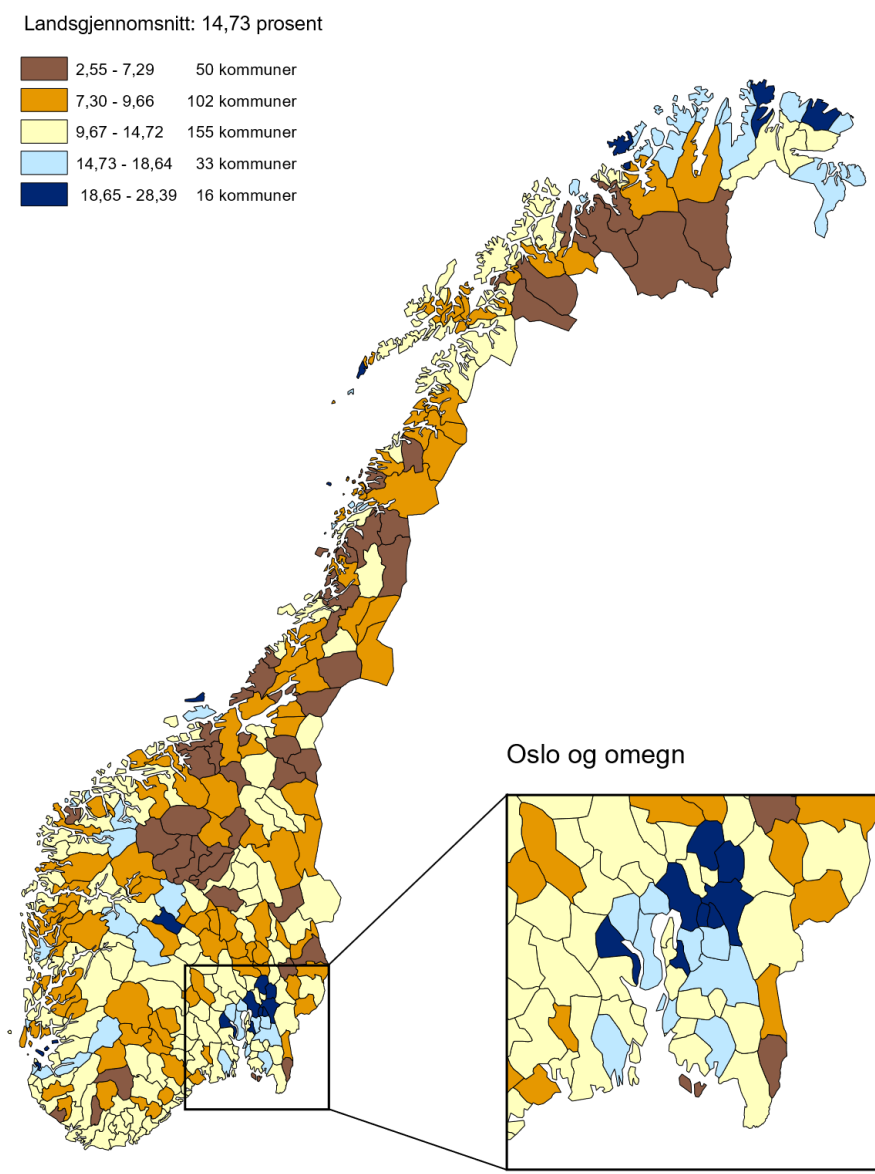 Landsgjennomsnitt: 14,73 prosent
2,55 - 7,29 50 kommuner
7,30 - 9,66 102 kommuner
9,67 - 14,72 155 kommuner
14,73 - 18,64 33 kommuner
18,65 - 28,39 16 kommuner
Oslo og omegn